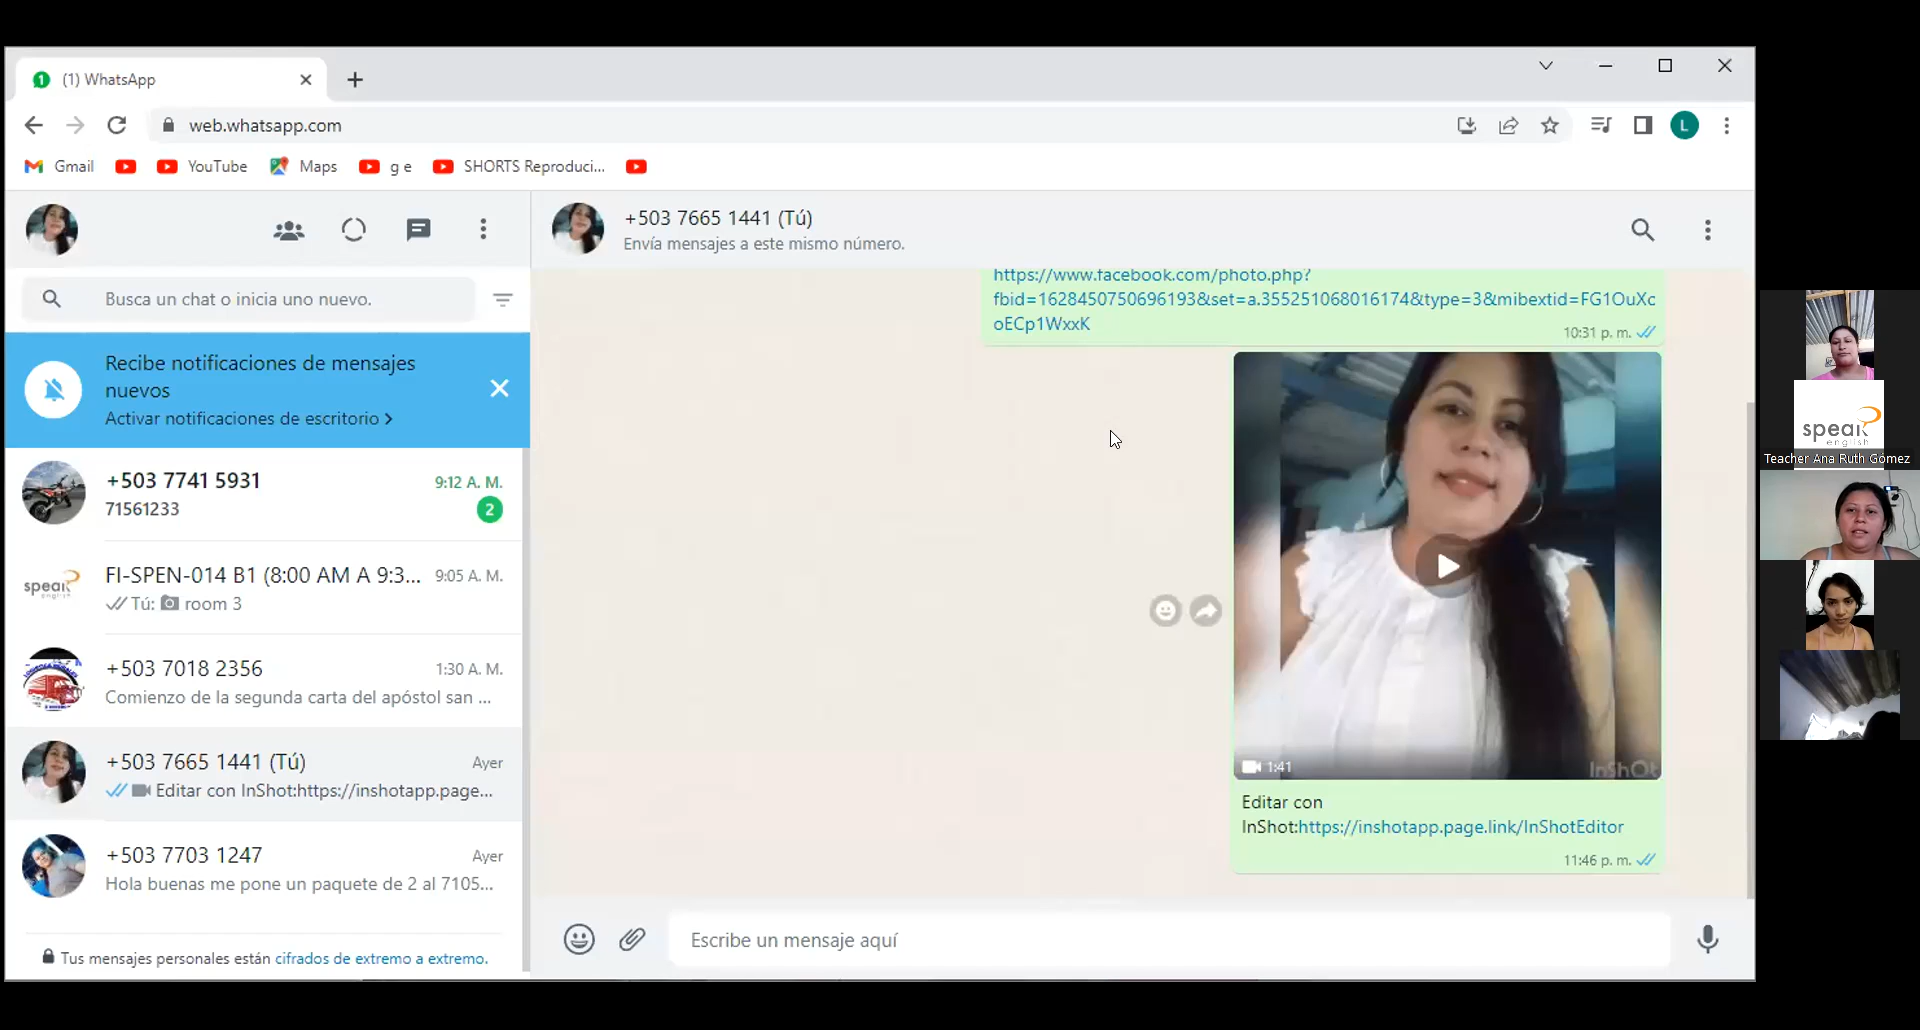 (1) WhatsApp
web.whatsapp.com
Gmail
YouTube
Maps
g e
SHORTS Reproduci...
L
+503 7665 1441 (Tú)
Envía mensajes a este mismo número.
Busca un chat o inicia uno nuevo.
Recibe notificaciones de mensajes
nuevos
Activar notificaciones de escritorio
+503 7741 5931
9:12 A. M.
71561233
2
FI-SPEN-014 B1 (8:00 AM A 9:3...
9:05 A. M.
Tú: room 3
speak
english
+503 7018 2356
1:30 A. M.
Comienzo de la segunda carta del apóstol san ...
+503 7665 1441 (Tú)
Ayer
Editar con InShot:https://inshotapp.page...
+503 7703 1247
Ayer
Hola buenas me pone un paquete de 2 al 7105...
Tus mensajes personales están cifrados de extremo a extremo.
https://www.facebook.com/photo.php?
fbid=1628450750696193&set=a.355251068016174&type=3&mibextid=FG1OuXc
oECp1WxxK
10:31 p. m.
1:41
InShOt
Editar con
InShot:https://inshotapp.page.link/InShotEditor
11:46 p. m.
Escribe un mensaje aquí
speak
english
Teacher Ana Ruth Gómez